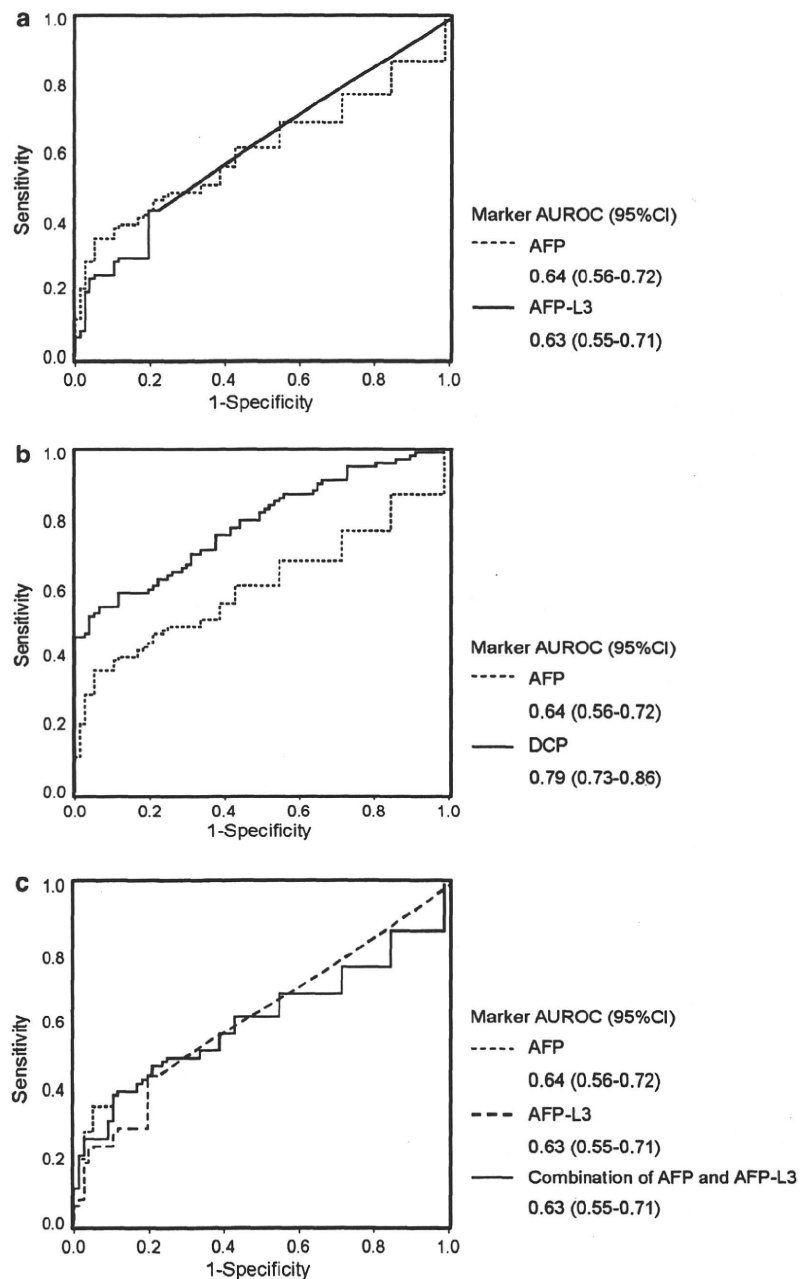 a
1.0
0.8
0.6
0.4
0.2
0.0
Sensitivity
0.0 0.2 0.4 0.6 0.8 1.0
1-Specificity
Marker AUROC (95%CI)
AFP
0.64 (0.56-0.72)
AFP-L3
0.63 (0.55-0.71)
b
1.0
0.8
0.6
0.4
0.2
0.0
Sensitivity
0.0 0.2 0.4 0.6 0.8 1.0
1-Specificity
Marker AUROC (95%CI)
AFP
0.64 (0.56-0.72)
DCP
0.79 (0.73-0.86)
c
1.0
0.8
0.6
0.4
0.2
0.0
Sensitivity
0.0 0.2 0.4 0.6 0.8 1.0
1-Specificity
Marker AUROC (95%CI)
AFP
0.64 (0.56-0.72)
AFP-L3
0.63 (0.55-0.71)
Combination of AFP and AFP-L3
0.63 (0.55-0.71)